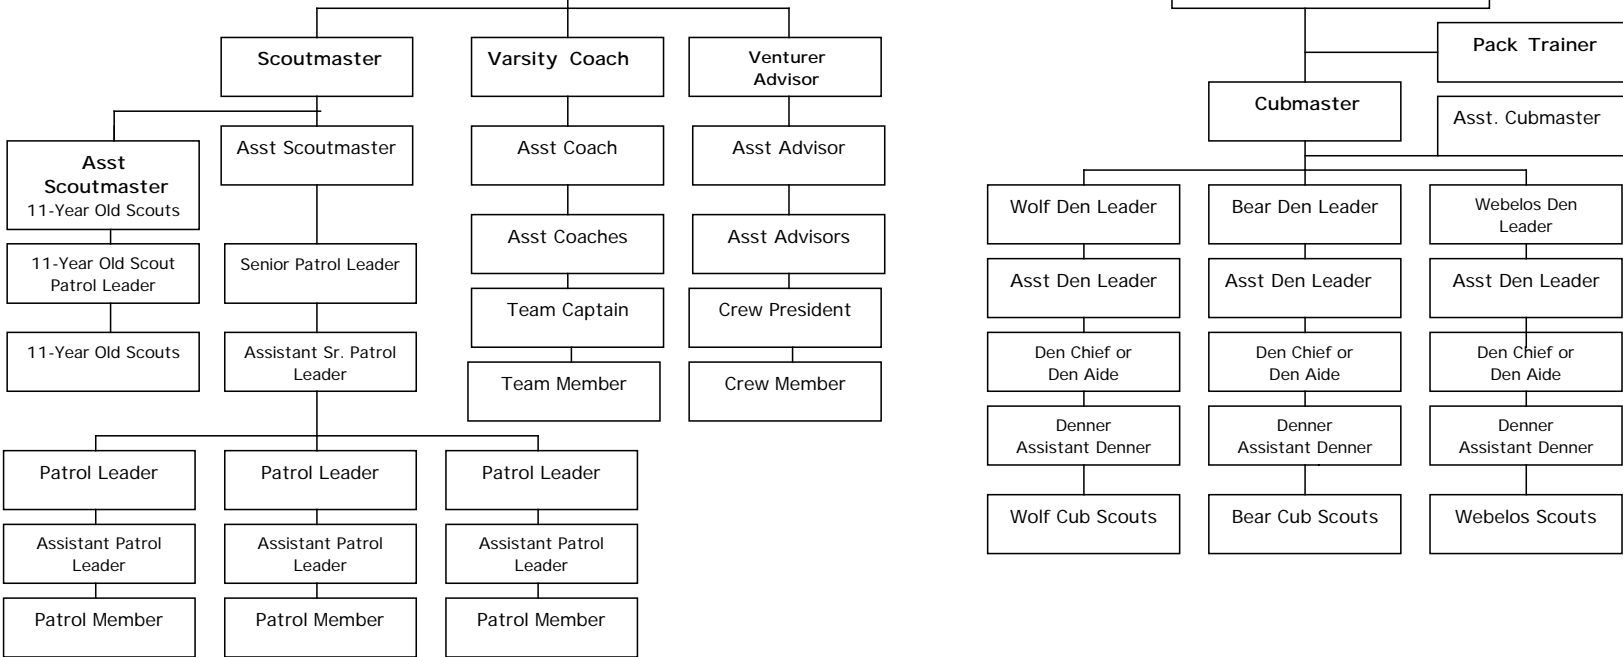 Scoutmaster
Varsity Coach
Venturer
Advisor
Pack Trainer
Cubmaster
Asst. Cubmaster
Asst
Scoutmaster
11-Year Old Scouts
Asst Scoutmaster
Asst Coach
Asst Advisor
Asst Coaches
Asst Advisors
11-Year Old Scout
Patrol Leader
Senior Patrol Leader
Team Captain
Crew President
11-Year Old Scouts
Assistant Sr. Patrol
Leader
Team Member
Crew Member
Patrol Leader
Patrol Leader
Patrol Leader
Assistant Patrol
Leader
Assistant Patrol
Leader
Assistant Patrol
Leader
Patrol Member
Patrol Member
Patrol Member
Wolf Den Leader
Bear Den Leader
Webelos Den
Leader
Asst Den Leader
Asst Den Leader
Asst Den Leader
Den Chief or
Den Aide
Den Chief or
Den Aide
Den Chief or
Den Aide
Denner
Assistant Denner
Denner
Assistant Denner
Denner
Assistant Denner
Wolf Cub Scouts
Bear Cub Scouts
Webelos Scouts